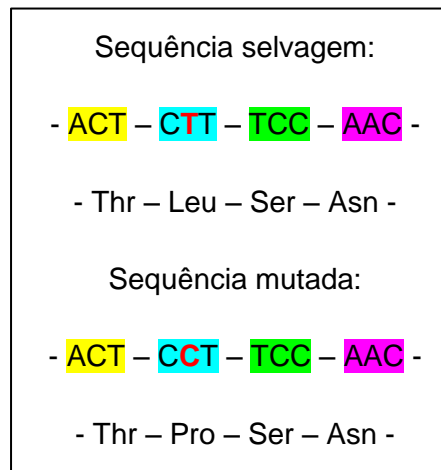 Sequência selvagem:
- ACT – CTT – TCC – AAC -
- Thr – Leu – Ser – Asn -
Sequência mutada:
- ACT – CCT – TCC – AAC -
- Thr – Pro – Ser – Asn -